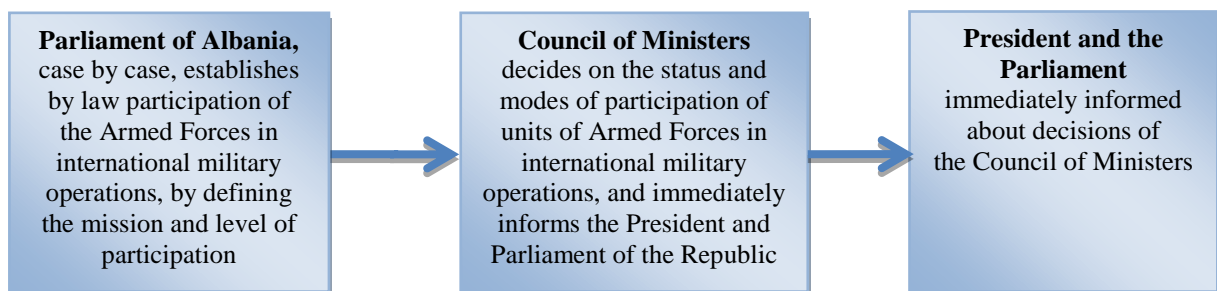 Parliament of Albania,
case by case, establishes
by law participation of
the Armed Forces in
international military
operations, by defining
the mission and level of
participation
Council of Ministers
decides on the status and
modes of participation of
units of Armed Forces in
international military
operations, and immediately
informs the President and
Parliament of the Republic
President and the
Parliament
immediately informed
about decisions of
the Council of Ministers